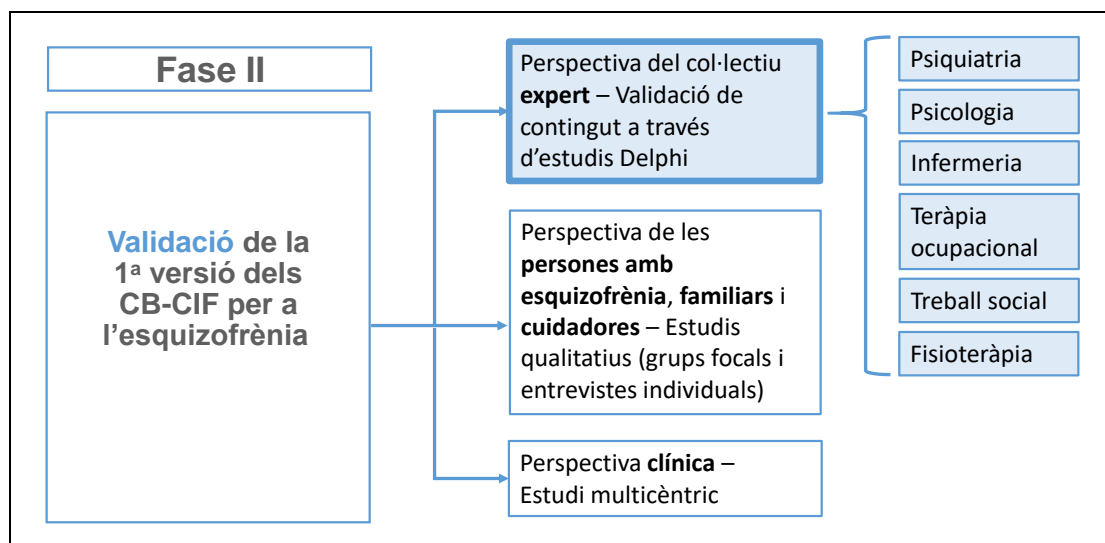 Fase II
Validació de la
1ª versió dels
CB-CIF per a
l’esquizofrènia
Perspectiva del col·lectiu
expert – Validació de
contingut a través
d’estudis Delphi
Perspectiva de les
persones amb
esquizofrènia, familiars i
cuidadores – Estudis
qualitatius (grups focals i
entrevistes individuals)
Perspectiva clínica –
Estudi multicèntric
Psiquiatria
Psicologia
Infermeria
Teràpia
ocupacional
Treball social
Fisioteràpia